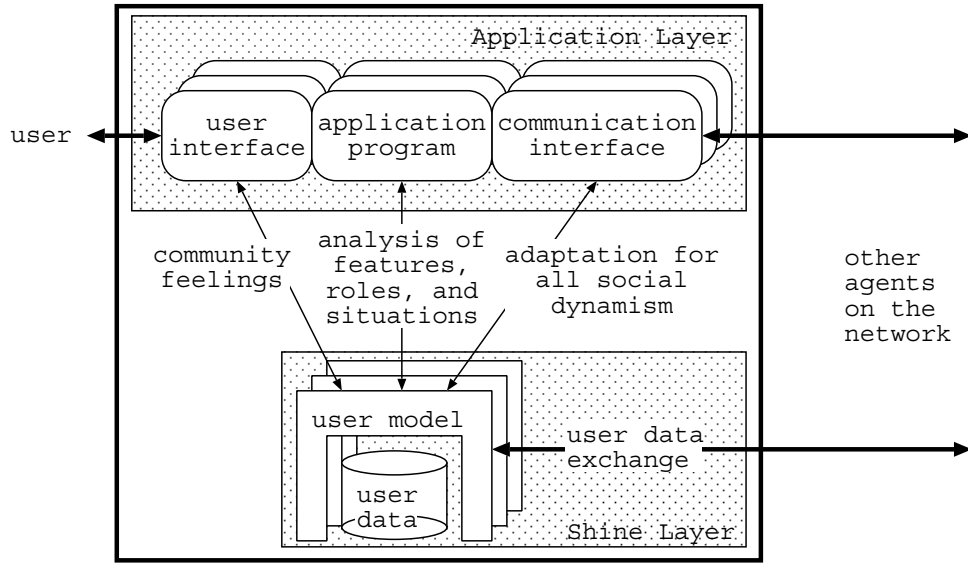 Application Layer
user
user
interface
application
program
communication
interface
community
feelings
analysis of
features,
roles, and
situations
adaptation for
all social
dynamism
other
agents
on the
network
user model
user data
exchange
user
data
Shine Layer